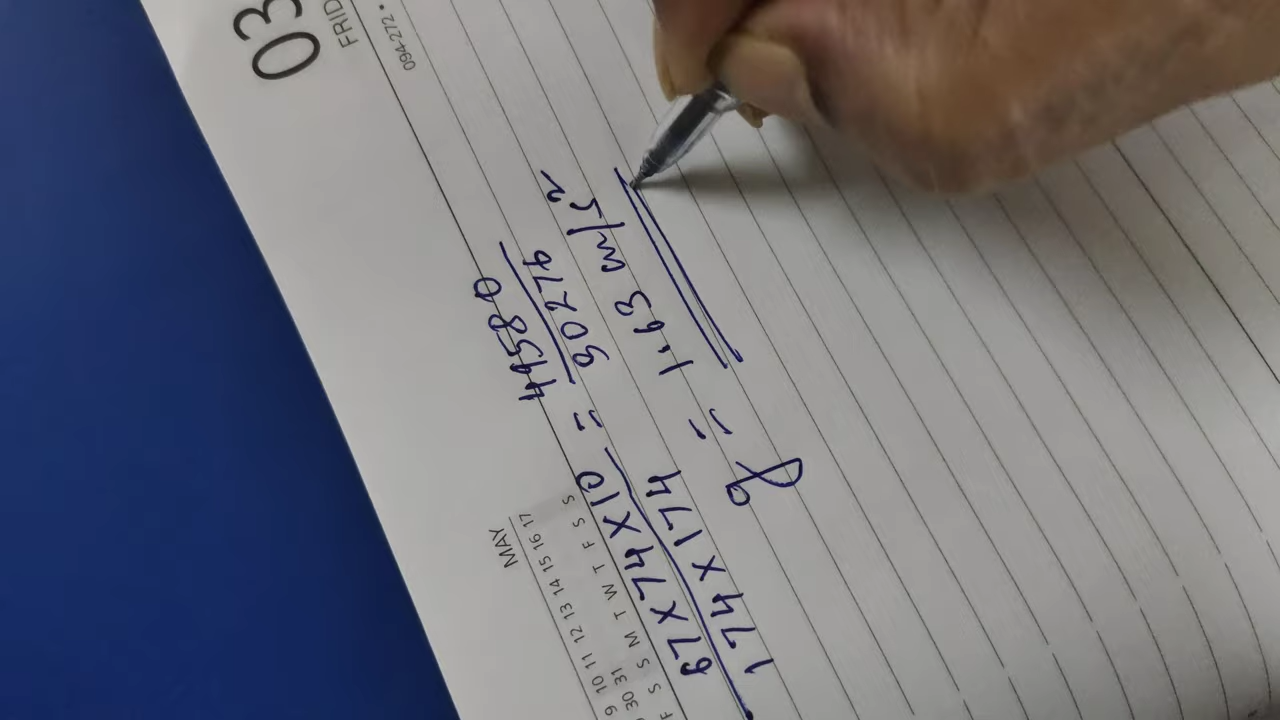 03
FRID
094-272 •
MAY
9 10 11 12 13 14 15 16 17
30 31
F S S M T W T F S S
49580
67 x 74 x 10 = 30276
174 x 174
g = 1.63 m/s²